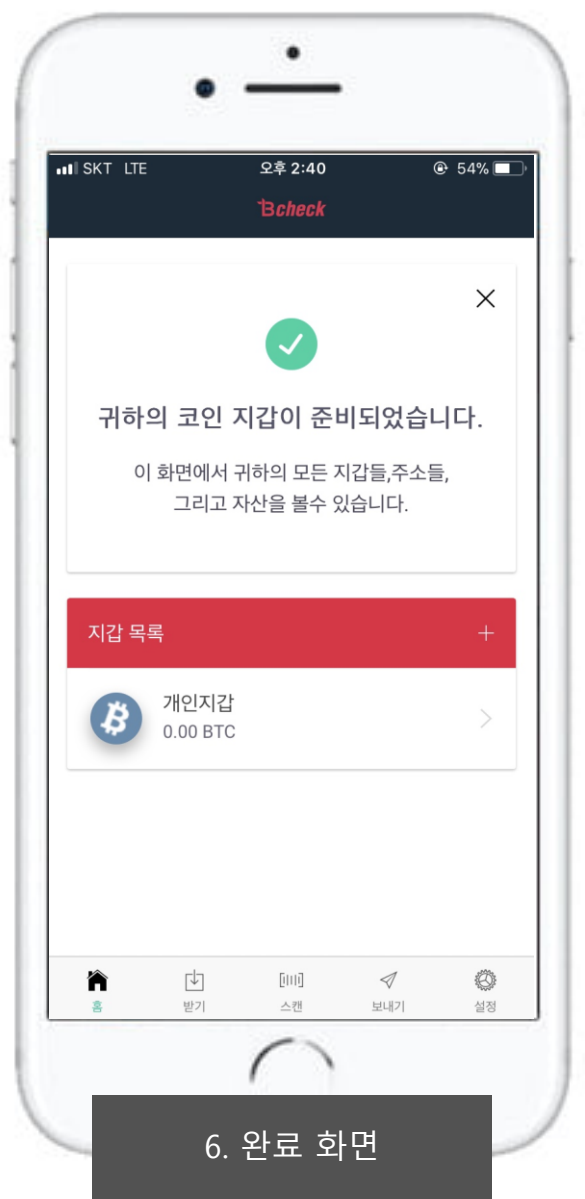 SKT LTE 오후 2:40 54%
Bcheck
귀하의 코인 지갑이 준비되었습니다.
이 화면에서 귀하의 모든 지갑들,주소들,
그리고 자산을 볼수 있습니다.
지갑 목록 +
개인지갑
0.00 BTC
홈 받기 스캔 보내기 설정
6. 완료 화면